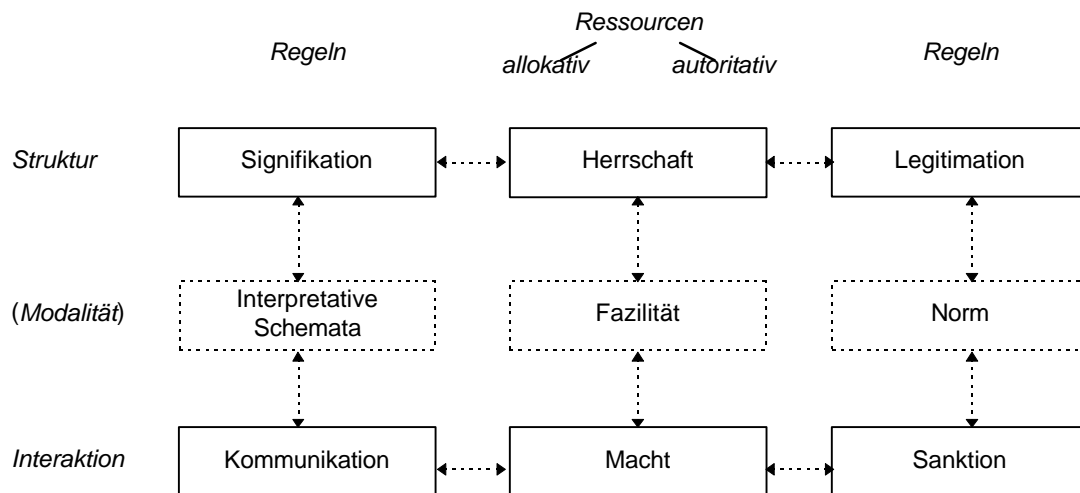 Ressourcen
Regeln
allokativ
autoritativ
Regeln
Struktur
Signifikation
Herrschaft
Legitimation
(Modalität)
Interpretative
Schemata
Fazilität
Norm
Interaktion
Kommunikation
Macht
Sanktion